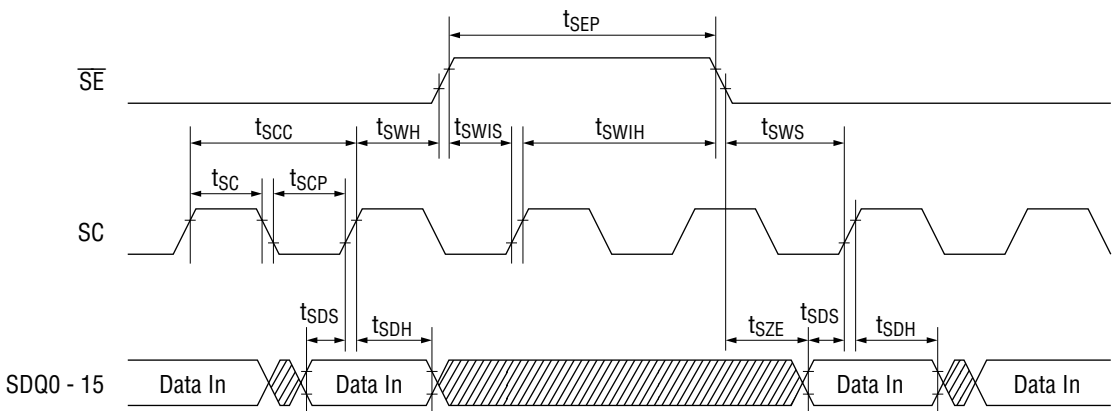 tSEP
SE
tSCC tSWH tSWIS tSWIH tSWS
tSC tSCP
SC
tSDS tSDH tSZE tSDS tSDH
SDQ0 - 15 Data In Data In Data In Data In